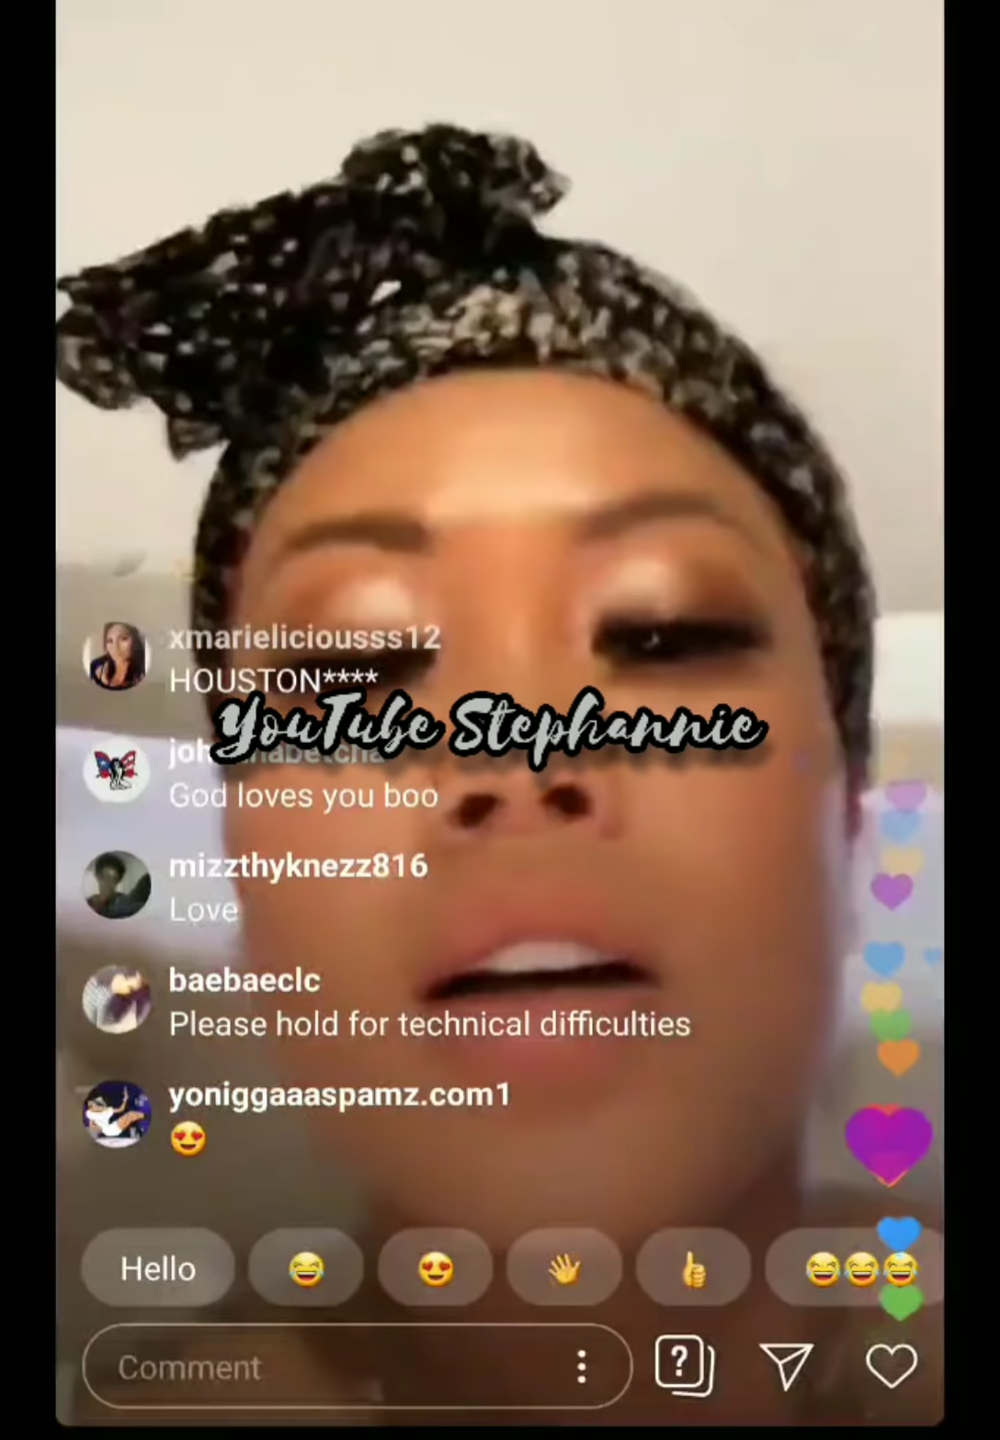 xmarieliciousss12
HOUSTON****
YouTube Stephannie
God loves you boo
mizzthyknezz816
Love
baebaeclc
Please hold for technical difficulties
yoniggaaaspamz.com1
😍
Hello 😂 😍 👋 👍 😂😂😂
Comment
?